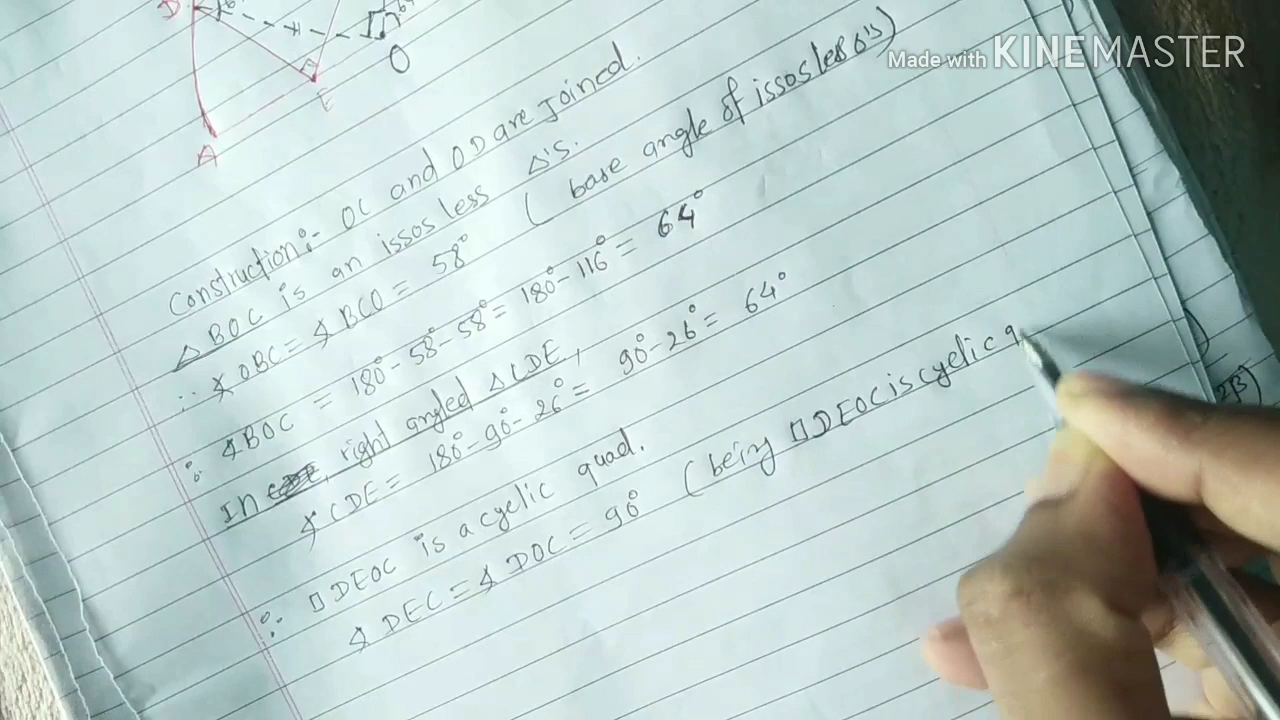 Made with KINEMASTER
D
E
O
A
Construction:- OC and OD are joined.
△BOC is an issosless △'s.
∴ ∡OBC = ∡BCO = 58° ( base angle of issosles △'s)
∴ ∡BOC = 180° - 58° - 58° = 180° - 116° = 64°
In right angled △CDE,
∡CDE = 180° - 90° - 26° = 90° - 26° = 64°
∴ □DEOC is a cyclic quad.
∡DEC = ∡DOC = 90° (being □DEOC is cyclic q
2β)